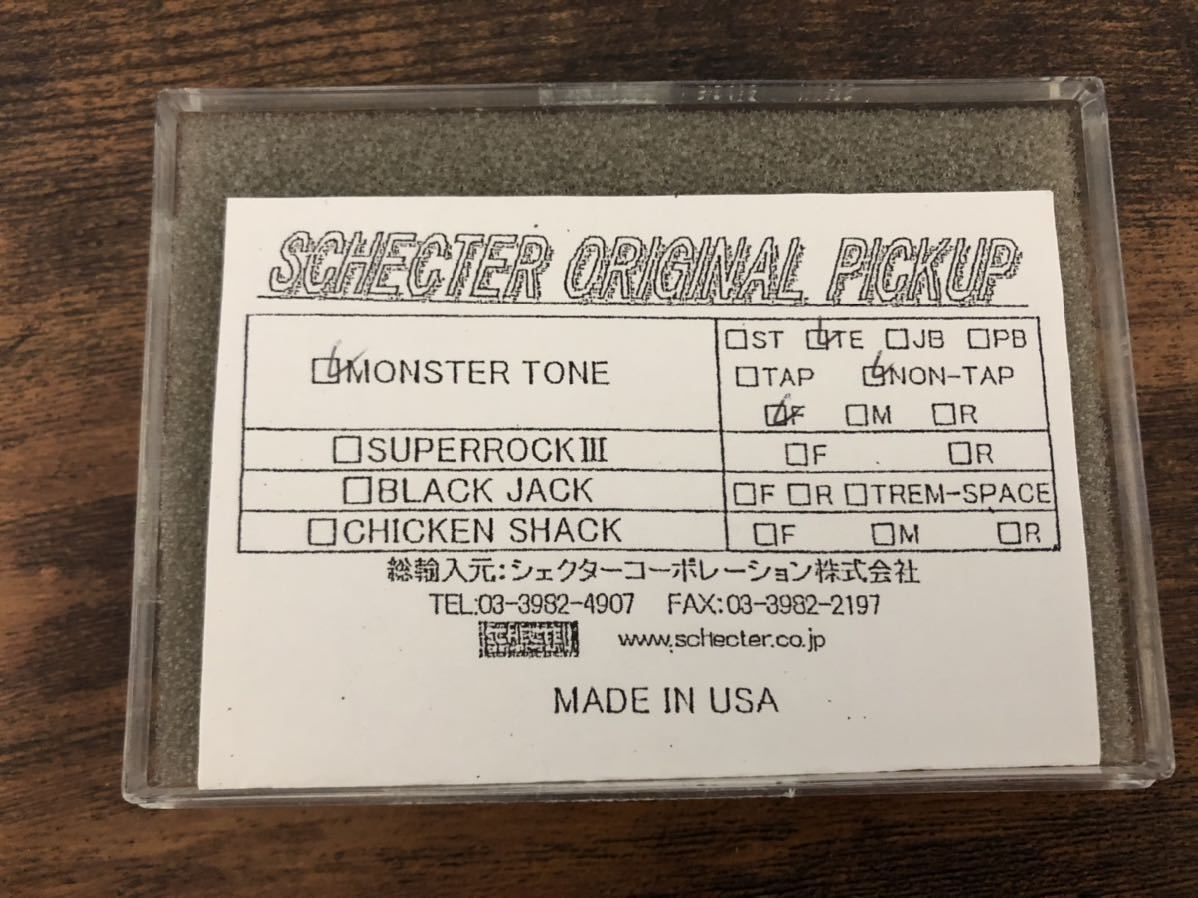 SCHECTER ORIGINAL PICKUP
☑MONSTER TONE
□ST ☑TE □JB □PB
□TAP ☑NON-TAP
☑F □M □R
□SUPERROCKⅢ □F □R
□BLACK JACK □F □R □TREM-SPACE
□CHICKEN SHACK □F □M □R
総輸入元:シェクターコーポレーション株式会社
TEL:03-3982-4907 FAX:03-3982-2197
SCHECTER www.schecter.co.jp
MADE IN USA